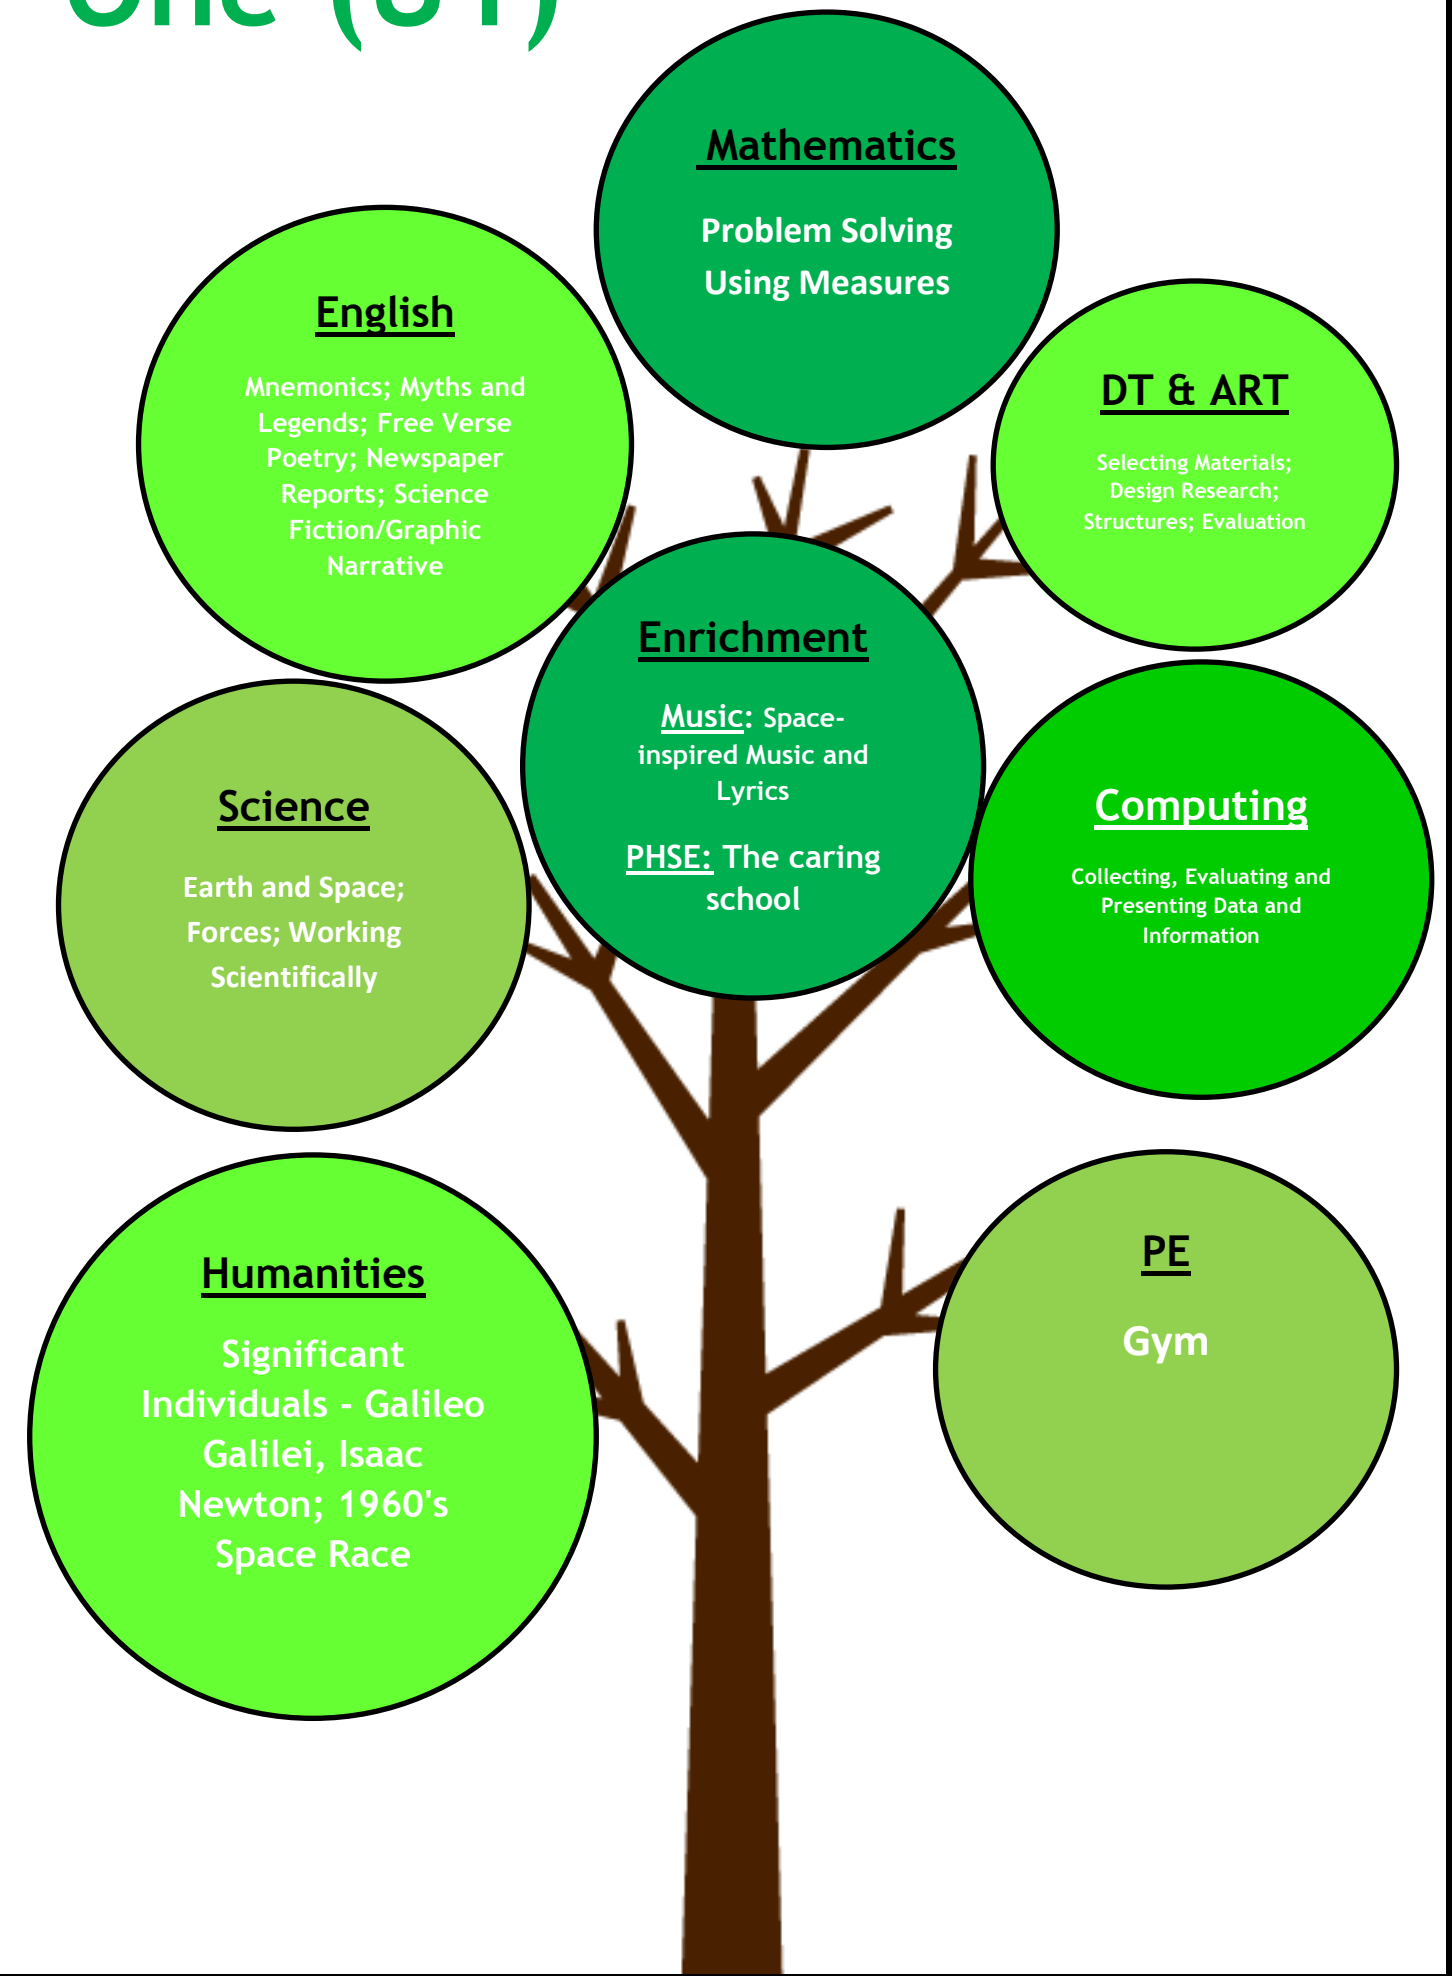 One (U1)
Mathematics
Problem Solving
Using Measures
English
Mnemonics; Myths and
Legends; Free Verse
Poetry; Newspaper
Reports; Science
Fiction/Graphic
Narrative
DT & ART
Selecting Materials;
Design Research;
Structures; Evaluation
Enrichment
Music: Space-
inspired Music and
Lyrics
PHSE: The caring
school
Science
Earth and Space;
Forces; Working
Scientifically
Computing
Collecting, Evaluating and
Presenting Data and
Information
Humanities
Significant
Individuals - Galileo
Galilei, Isaac
Newton; 1960's
Space Race
PE
Gym